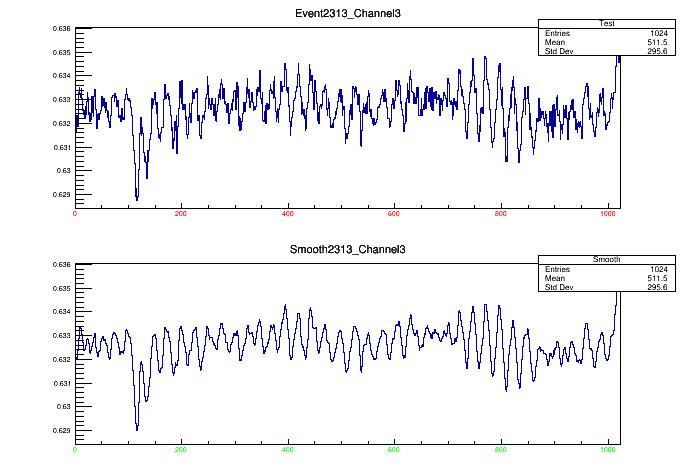 Event2313_Channel3
Test
Entries 1024
Mean 511.5
Std Dev 295.6
0.636
0.635
0.634
0.633
0.632
0.631
0.63
0.629
0 200 400 600 800 1000
Smooth2313_Channel3
Smooth
Entries 1024
Mean 511.5
Std Dev 295.6
0.636
0.635
0.634
0.633
0.632
0.631
0.63
0.629
0 200 400 600 800 1000